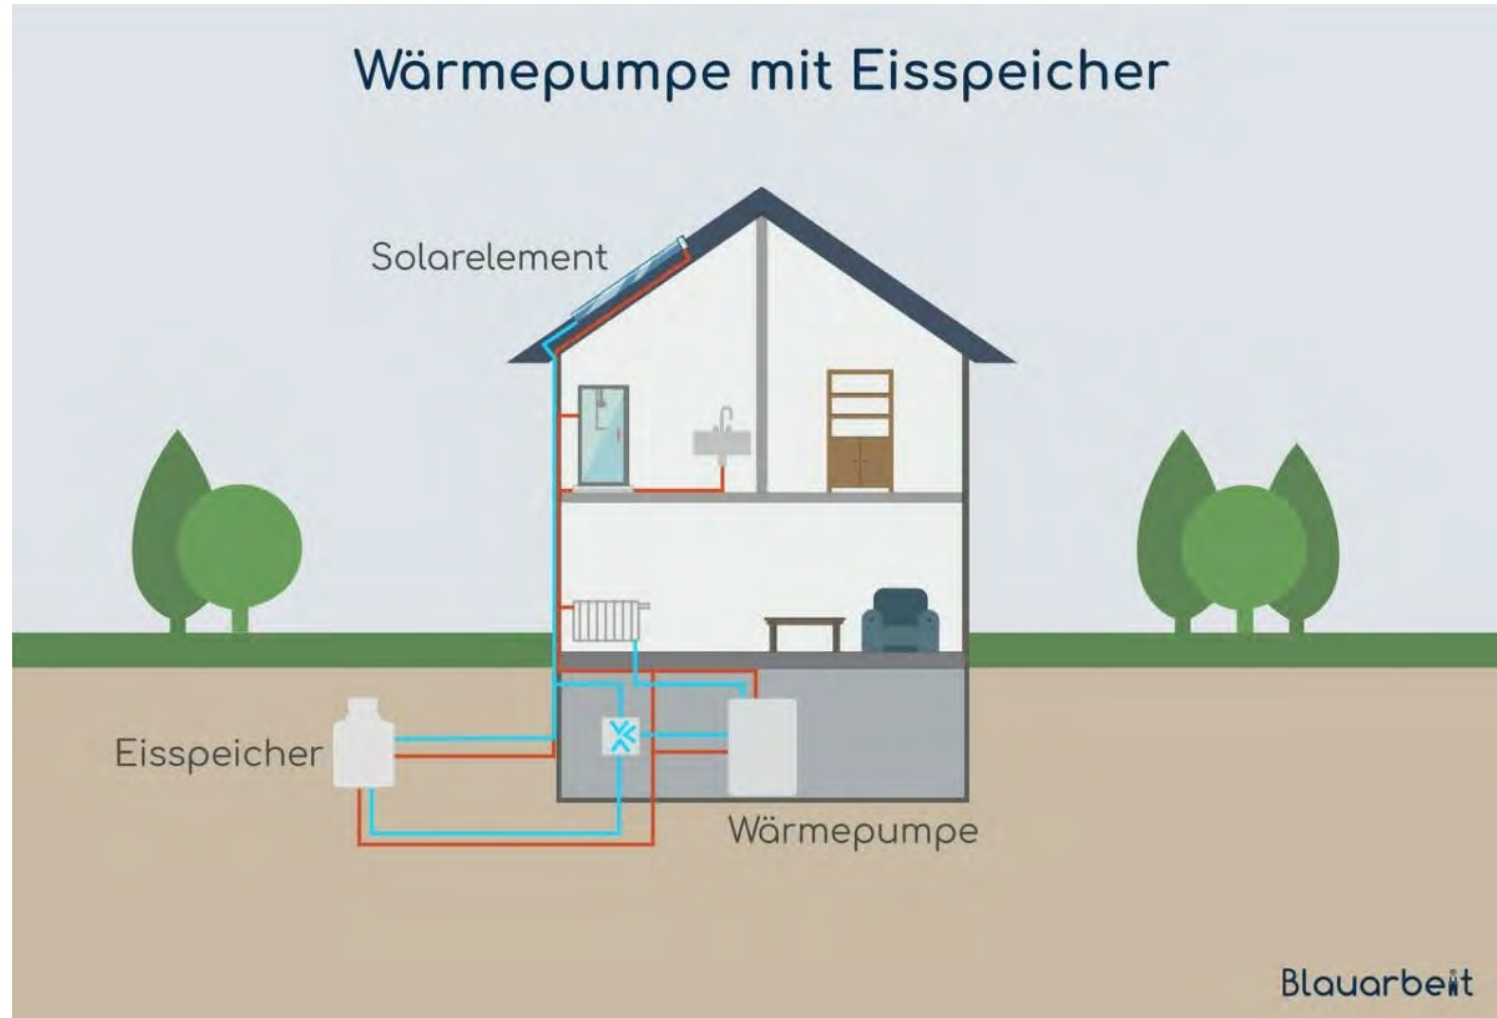 Wärmepumpe mit Eisspeicher
Solarelement
Eisspeicher
Wärmepumpe
Blauarbeit